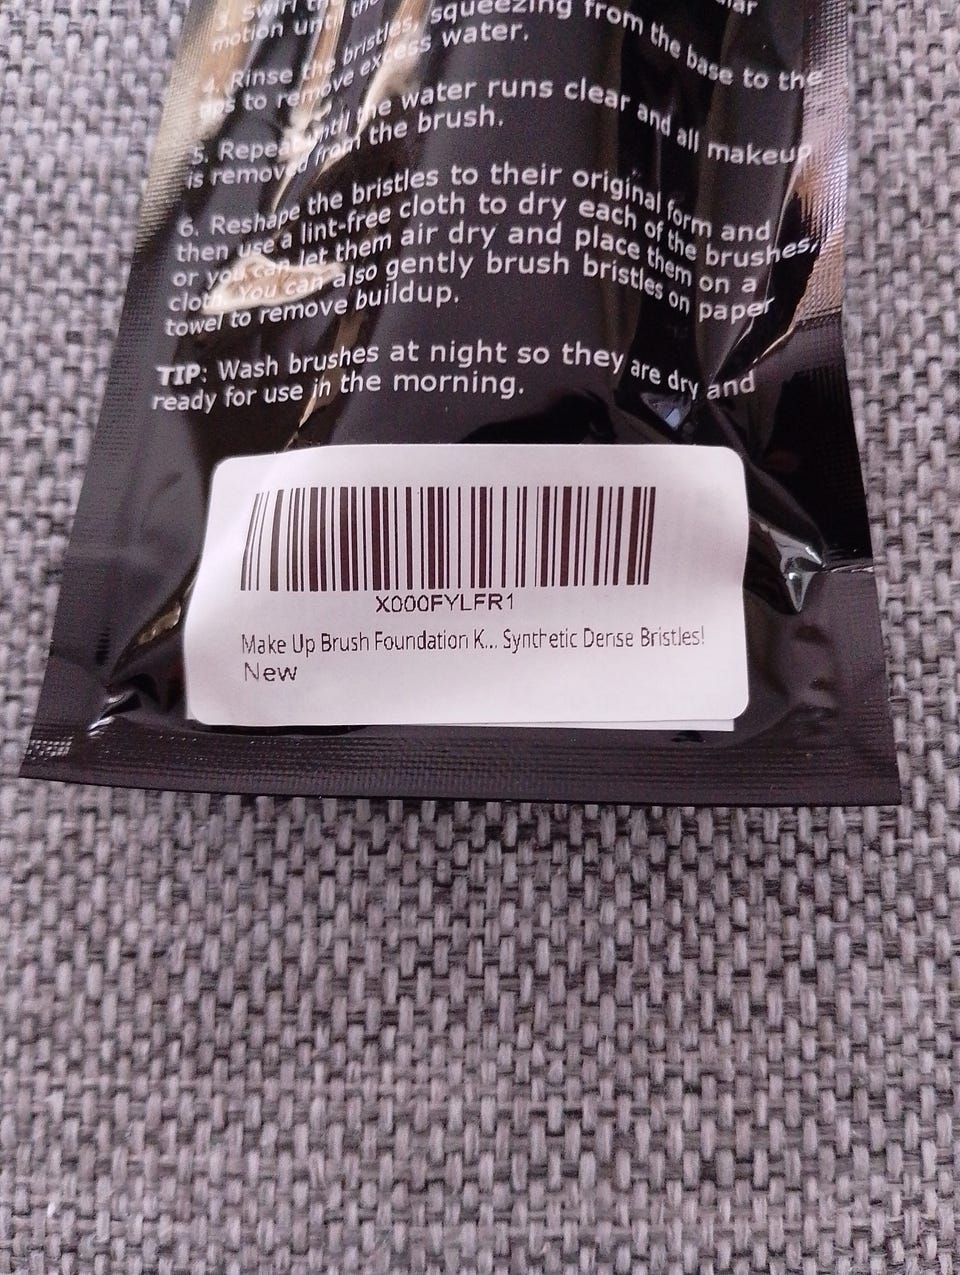 3. Swirl
motion until the
4. Rinse the bristles, squeezing from the base to the
tips to remove excess water.
5. Repeat until the water runs clear and all makeup
is removed from the brush.
6. Reshape the bristles to their original form and
then use a lint-free cloth to dry each of the brushes,
or you can let them air dry and place them on a
cloth. You can also gently brush bristles on paper
towel to remove buildup.
TIP: Wash brushes at night so they are dry and
ready for use in the morning.
X000FYLFR1
Make Up Brush Foundation K... Synthetic Dense Bristles!
New